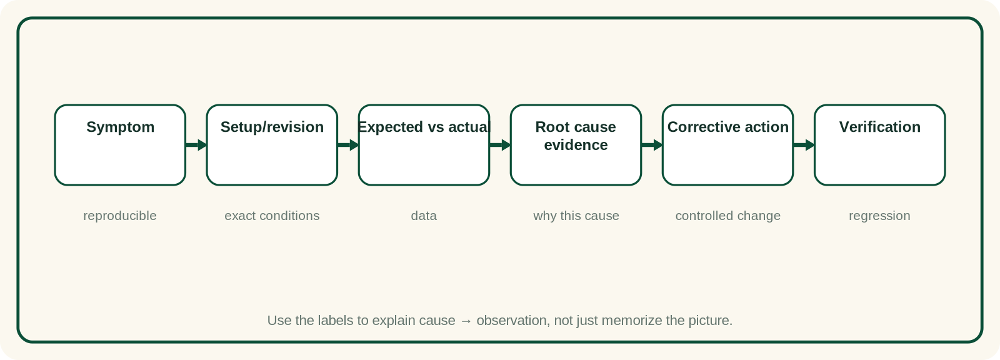 Symptom
Setup/revision
Expected vs actual
Root cause
evidence
Corrective action
Verification
reproducible
exact conditions
data
why this cause
controlled change
regression
Use the labels to explain cause → observation, not just memorize the picture.